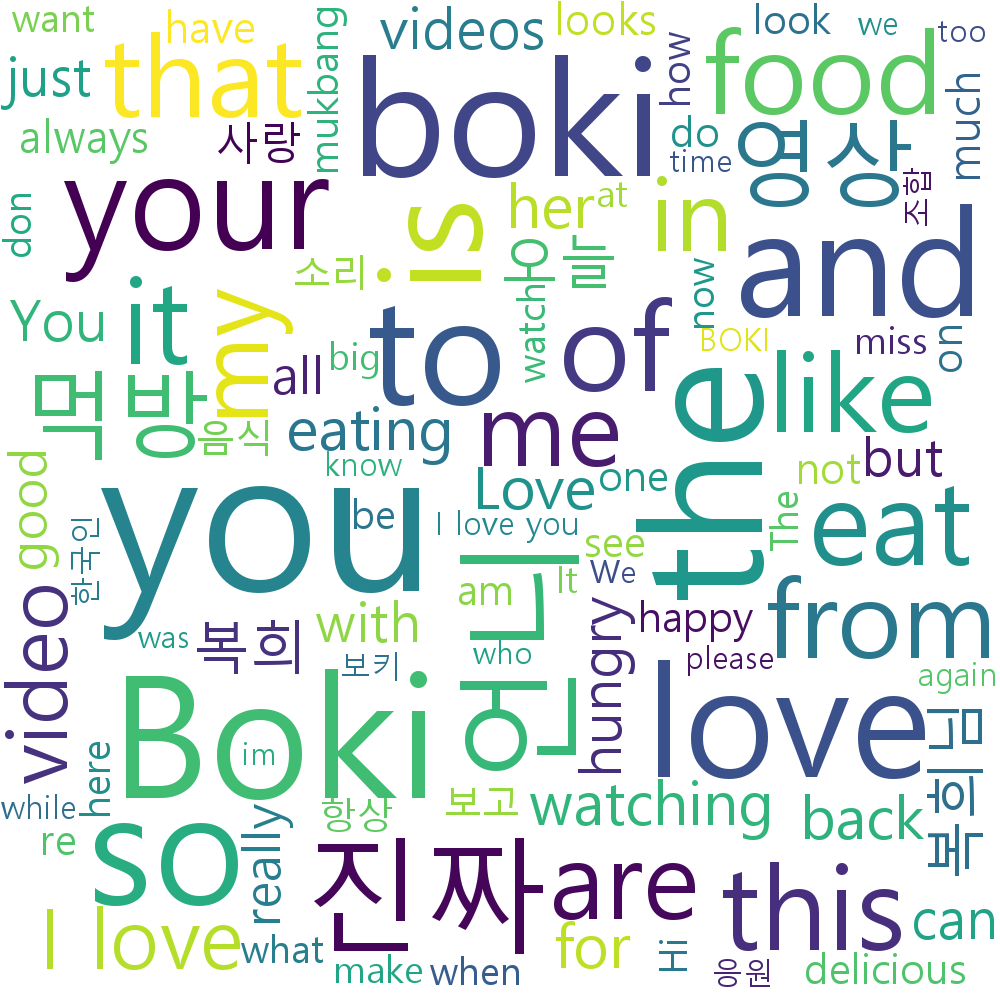 want
have
that
videos
boki
looks
look
we
too
food
how
just
always
사랑
mukbang
do
time
영상
much
your
is
her
at
in
조합
don
소리
오늘
and
You
it
my
to
of
watch
now
BOKI
miss
on
all
big
먹방
음식
eating
me
the
like
know
Love
one
not
but
good
you
be
I love you
see
The
eat
한국인
언니
am
It
We
video
with
hungry
happy
from
was
복희
보키
who
please
again
Boki
love
복희님
im
here
while
re
so
really
항상
보고
watching
back
진짜
are
this
can
I love
what
make
when
for
Hi
응원
delicious